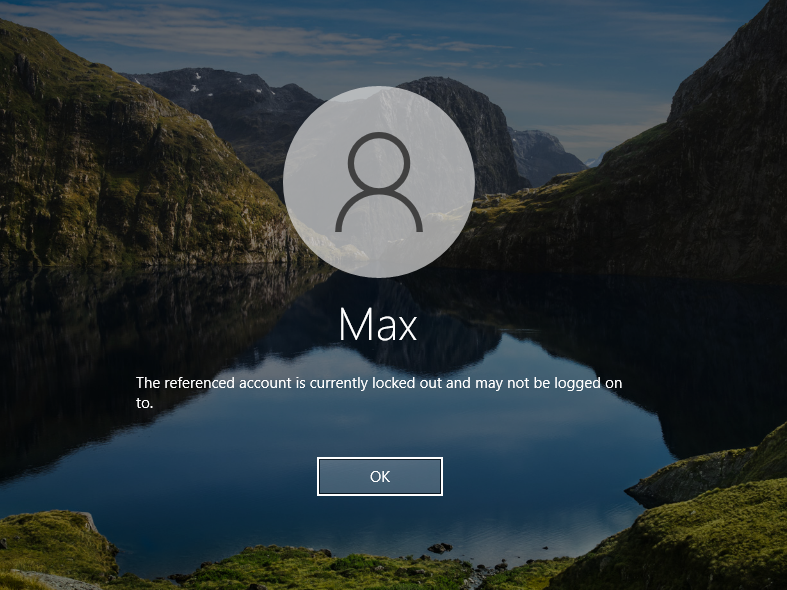 Max
The referenced account is currently locked out and may not be logged on
to.
OK